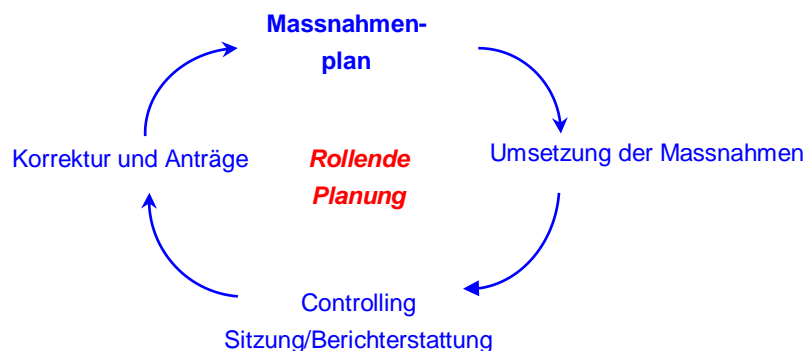 Massnahmen-
plan
Korrektur und Anträge
Rollende
Planung
Umsetzung der Massnahmen
Controlling
Sitzung/Berichterstattung